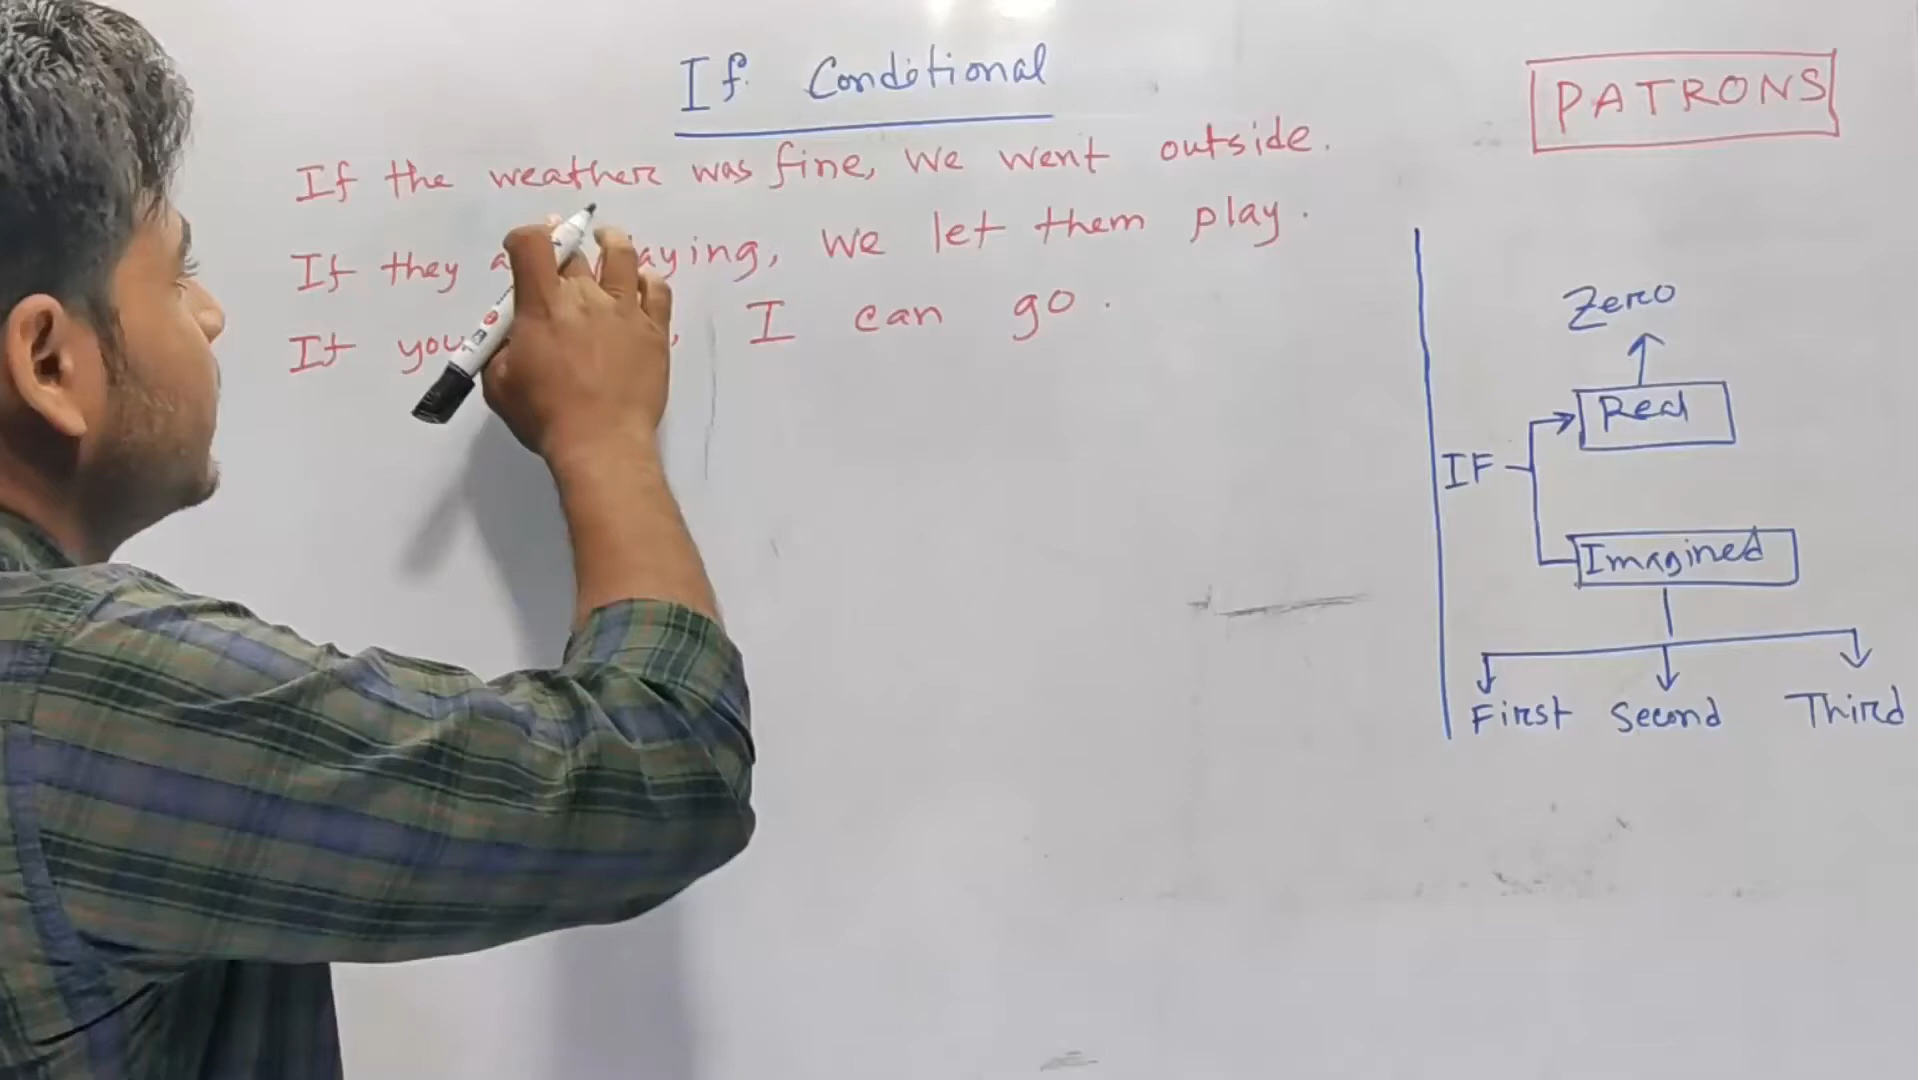 If Conditional
PATRONS
If the weather was fine, we went outside.
If they playing, we let them play.
If you, I can go.
Zero
Real
IF
Imagined
First Second Third